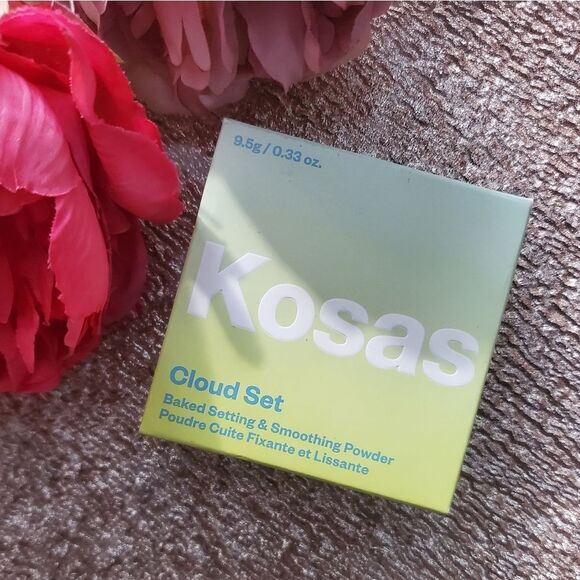 9.5g / 0.33 oz.
Kosas
Cloud Set
Baked Setting & Smoothing Powder
Poudre Cuite Fixante et Lissante